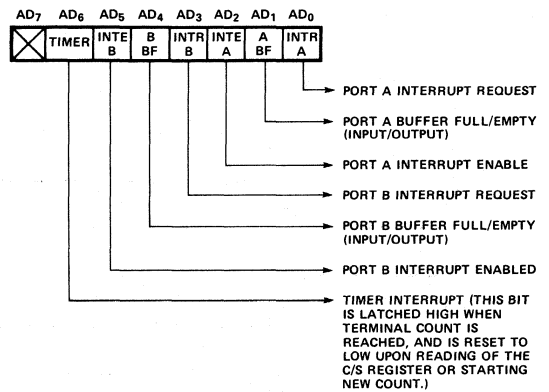 AD7 AD6 AD5 AD4 AD3 AD2 AD1 AD0
TIMER INTE B B BF INTR B INTE A A BF INTR A
PORT A INTERRUPT REQUEST
PORT A BUFFER FULL/EMPTY
(INPUT/OUTPUT)
PORT A INTERRUPT ENABLE
PORT B INTERRUPT REQUEST
PORT B BUFFER FULL/EMPTY
(INPUT/OUTPUT)
PORT B INTERRUPT ENABLED
TIMER INTERRUPT (THIS BIT
IS LATCHED HIGH WHEN
TERMINAL COUNT IS
REACHED, AND IS RESET TO
LOW UPON READING OF THE
C/S REGISTER OR STARTING
NEW COUNT.)